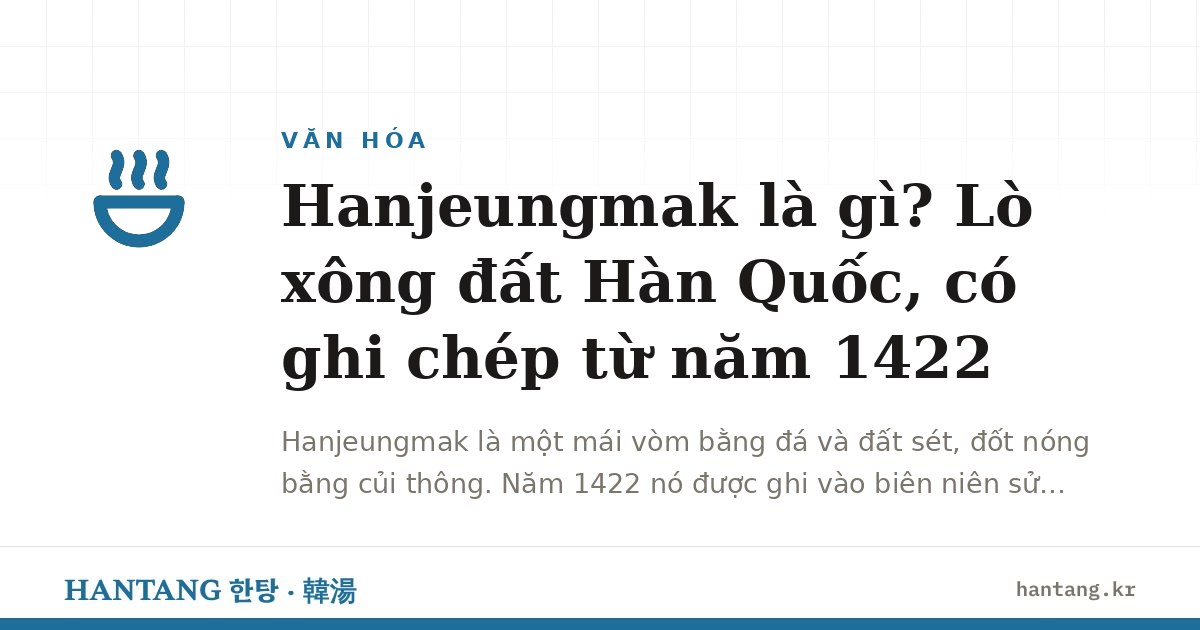 VĂN HÓA
Hanjeungmak là gì? Lò
xông đất Hàn Quốc, có
ghi chép từ năm 1422
Hanjeungmak là một mái vòm bằng đá và đất sét, đốt nóng
bằng củi thông. Năm 1422 nó được ghi vào biên niên sử…
HANTANG 한탕 · 韓湯
hantang.kr